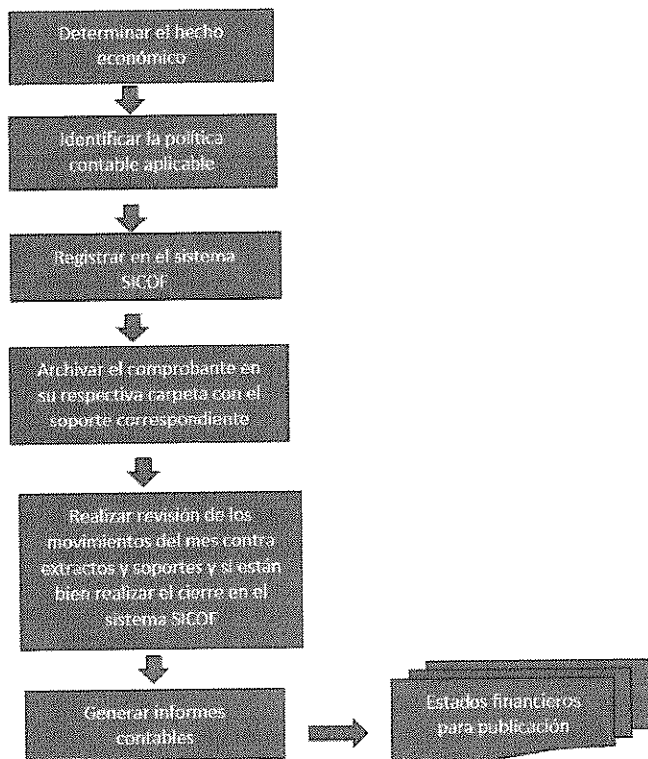 Determinar el hecho
económico
Identificar la política
contable aplicable
Registrar en el sistema
SICOF
Archivar el comprobante en
su respectiva carpeta con el
soporte correspondiente
Realizar revisión de los
movimientos del mes contra
extractos y soportes y si están
bien realizar el cierre en el
sistema SICOF
Generar informes
contables
Estados financieros
para publicación